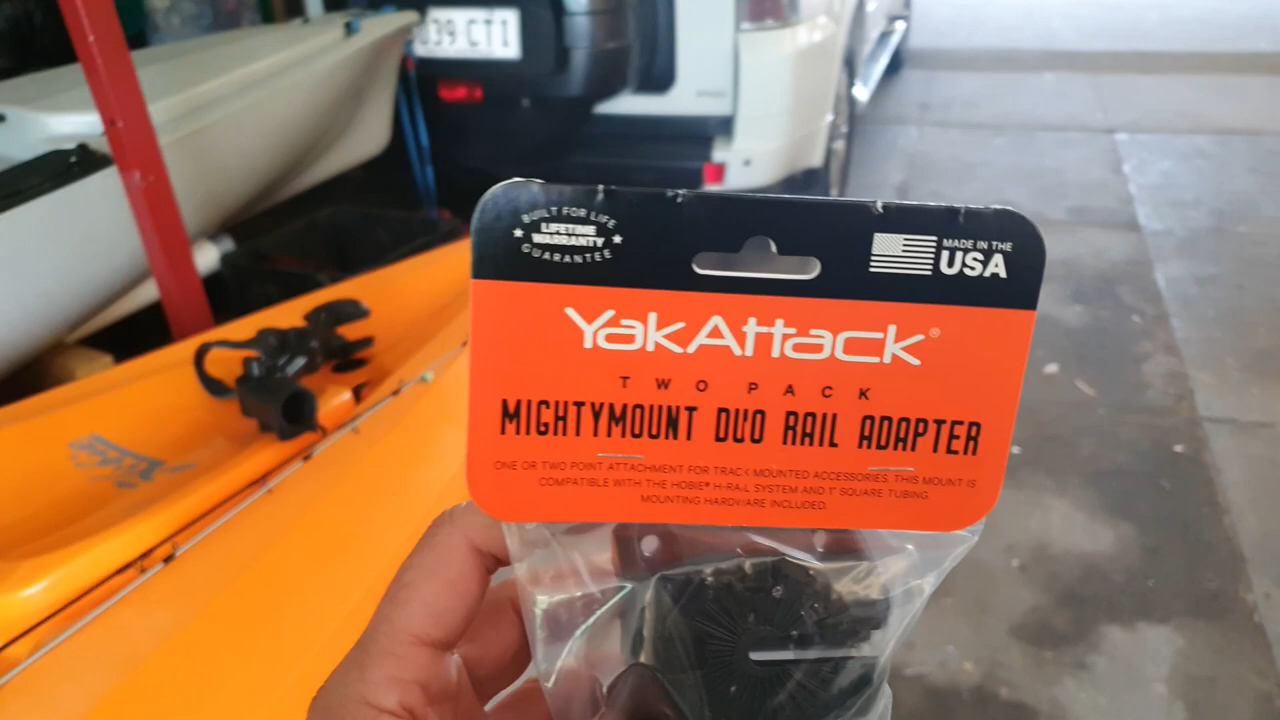 039 CT1
BUILT FOR LIFE
LIFETIME
WARRANTY
GUARANTEE
MADE IN THE
USA
YakAttack®
TWO PACK
MIGHTYMOUNT DUO RAIL ADAPTER
ONE OR TWO POINT ATTACHMENT FOR TRACK MOUNTED ACCESSORIES. THIS MOUNT IS
COMPATIBLE WITH THE HOBIE® H-RAIL SYSTEM AND 1" SQUARE TUBING
MOUNTING HARDWARE INCLUDED.